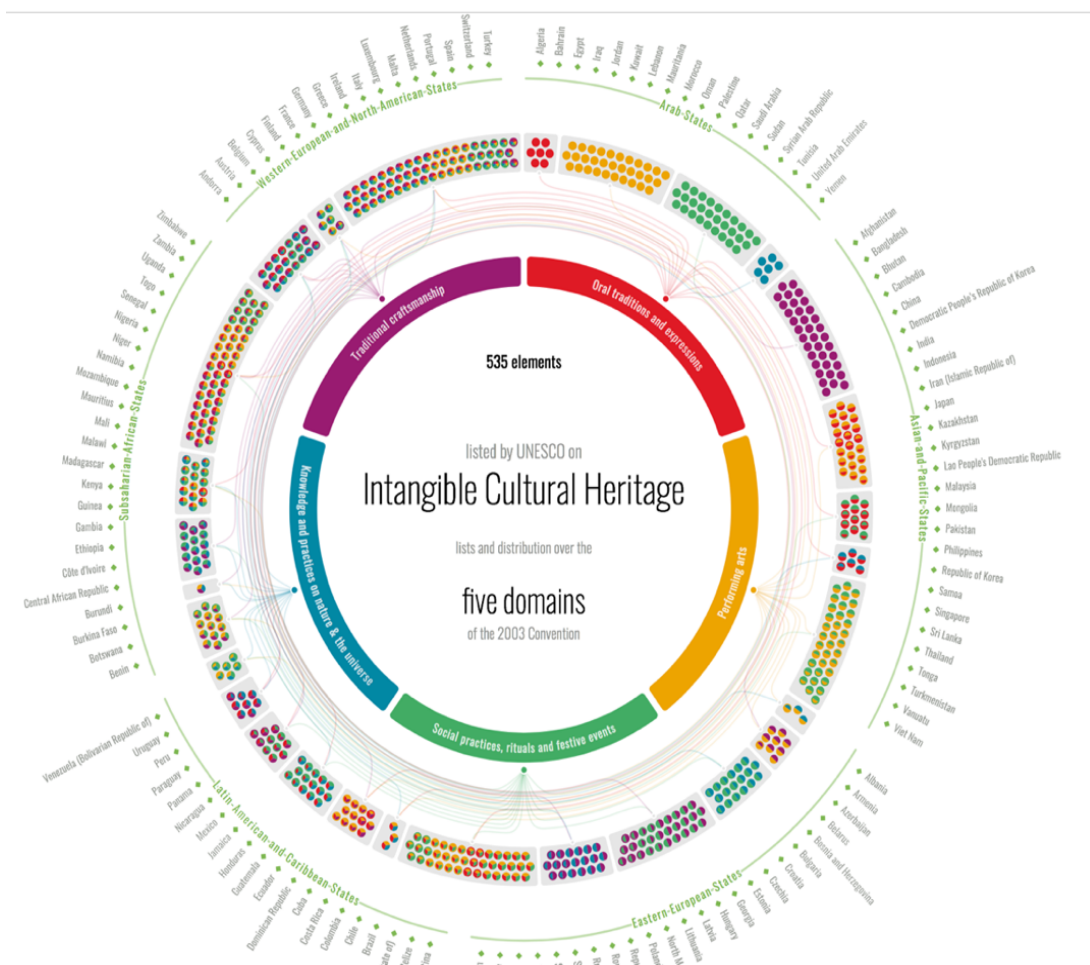 535 elements
listed by UNESCO on
Intangible Cultural Heritage
lists and distribution over the
five domains
of the 2003 Convention
Oral traditions and expressions
Performing arts
Social practices, rituals and festive events
Knowledge and practices on nature & the universe
Traditional craftsmanship
Arab-States
Algeria
Bahrain
Egypt
Iraq
Jordan
Kuwait
Lebanon
Mauritania
Morocco
Oman
Palestine
Qatar
Saudi Arabia
Sudan
Syrian Arab Republic
Tunisia
United Arab Emirates
Yemen
Asian-and-Pacific-States
Afghanistan
Bangladesh
Bhutan
Cambodia
China
Democratic People's Republic of Korea
India
Indonesia
Iran (Islamic Republic of)
Japan
Kazakhstan
Kyrgyzstan
Lao People's Democratic Republic
Malaysia
Mongolia
Pakistan
Philippines
Republic of Korea
Samoa
Singapore
Sri Lanka
Thailand
Tonga
Turkmenistan
Vanuatu
Viet Nam
Eastern-European-States
Albania
Armenia
Azerbaijan
Belarus
Bosnia and Herzegovina
Bulgaria
Croatia
Czechia
Estonia
Georgia
Hungary
Latvia
Lithuania
Latin-American-and-Caribbean-States
Belize
Brazil
Chile
Colombia
Costa Rica
Cuba
Dominican Republic
Ecuador
Guatemala
Honduras
Jamaica
Mexico
Nicaragua
Panama
Paraguay
Peru
Uruguay
Venezuela (Bolivarian Republic of)
Subsaharian-African-States
Benin
Botswana
Burkina Faso
Burundi
Central African Republic
Côte d'Ivoire
Ethiopia
Gambia
Guinea
Kenya
Madagascar
Malawi
Mali
Mauritius
Mozambique
Namibia
Niger
Nigeria
Senegal
Togo
Uganda
Zambia
Zimbabwe
Western-European-and-North-American-States
Andorra
Austria
Belgium
Cyprus
Finland
France
Germany
Greece
Ireland
Italy
Luxembourg
Malta
Netherlands
Portugal
Spain
Switzerland
Turkey